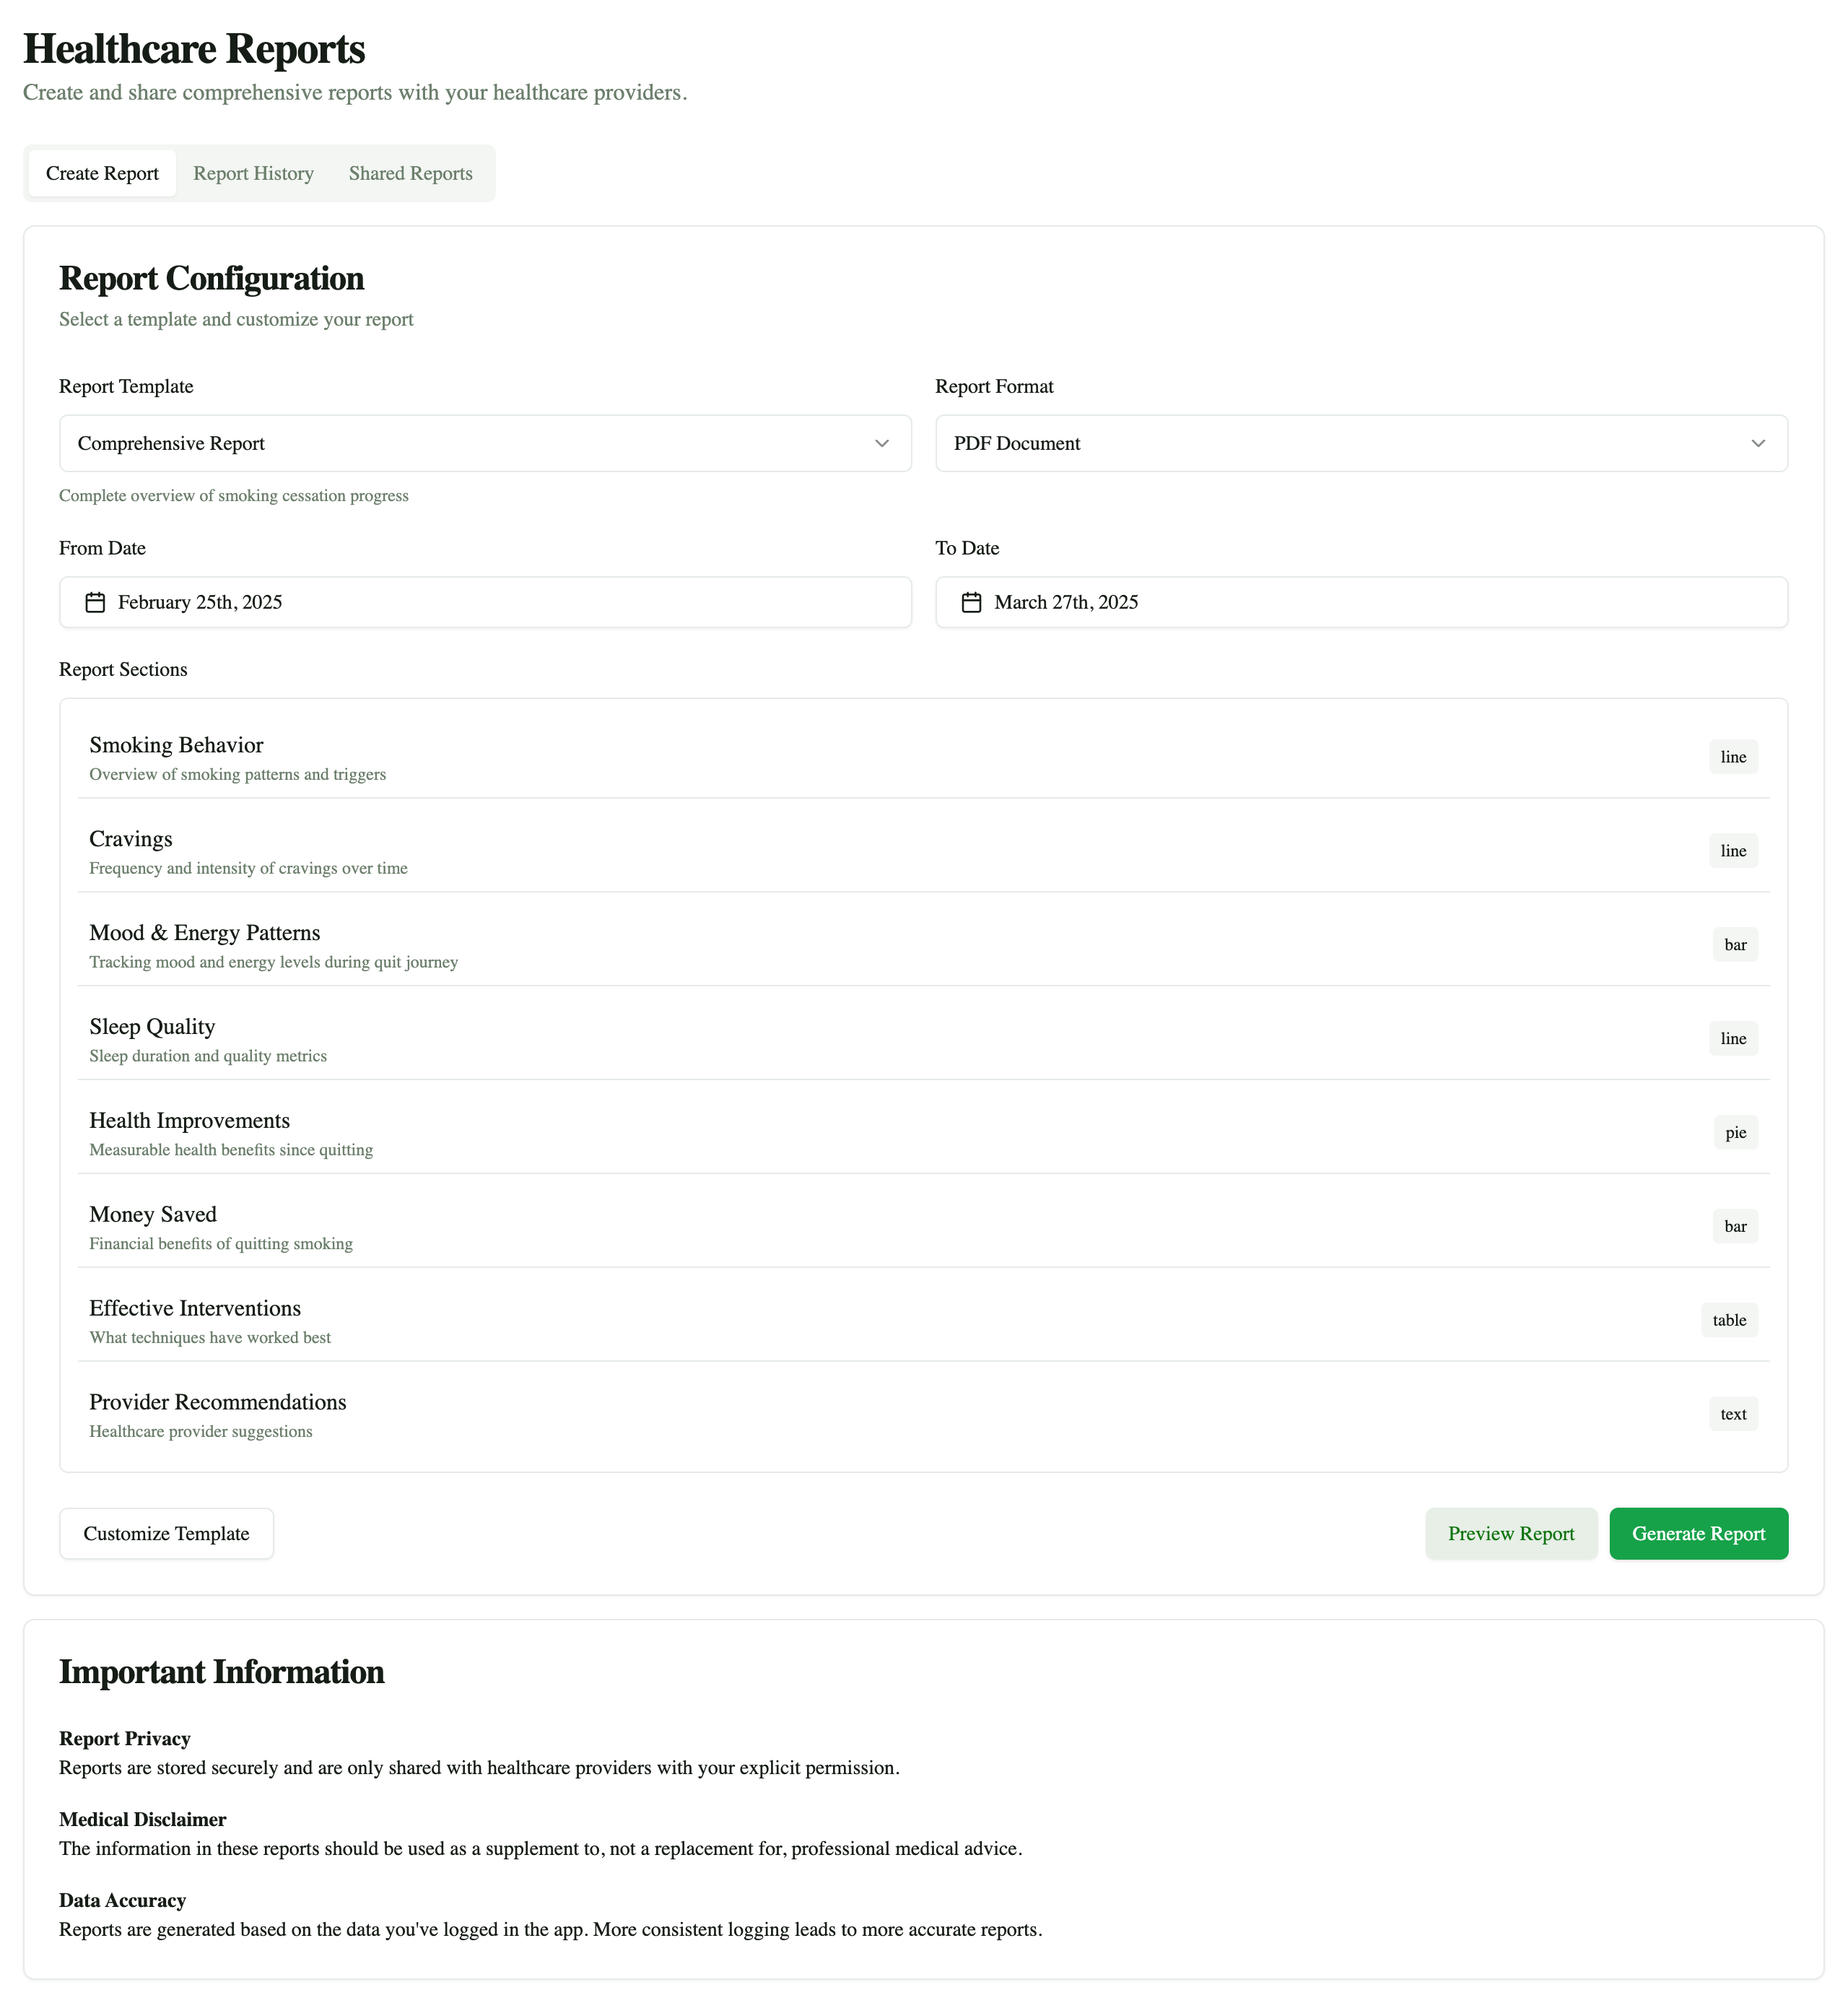 Healthcare Reports
Create and share comprehensive reports with your healthcare providers.
Create Report
Report History
Shared Reports
Report Configuration
Select a template and customize your report
Report Template
Report Format
Comprehensive Report
PDF Document
Complete overview of smoking cessation progress
From Date
To Date
February 25th, 2025
March 27th, 2025
Report Sections
Smoking Behavior
Overview of smoking patterns and triggers
line
Cravings
Frequency and intensity of cravings over time
line
Mood & Energy Patterns
Tracking mood and energy levels during quit journey
bar
Sleep Quality
Sleep duration and quality metrics
line
Health Improvements
Measurable health benefits since quitting
pie
Money Saved
Financial benefits of quitting smoking
bar
Effective Interventions
What techniques have worked best
table
Provider Recommendations
Healthcare provider suggestions
text
Customize Template
Preview Report
Generate Report
Important Information
Report Privacy
Reports are stored securely and are only shared with healthcare providers with your explicit permission.
Medical Disclaimer
The information in these reports should be used as a supplement to, not a replacement for, professional medical advice.
Data Accuracy
Reports are generated based on the data you've logged in the app. More consistent logging leads to more accurate reports.